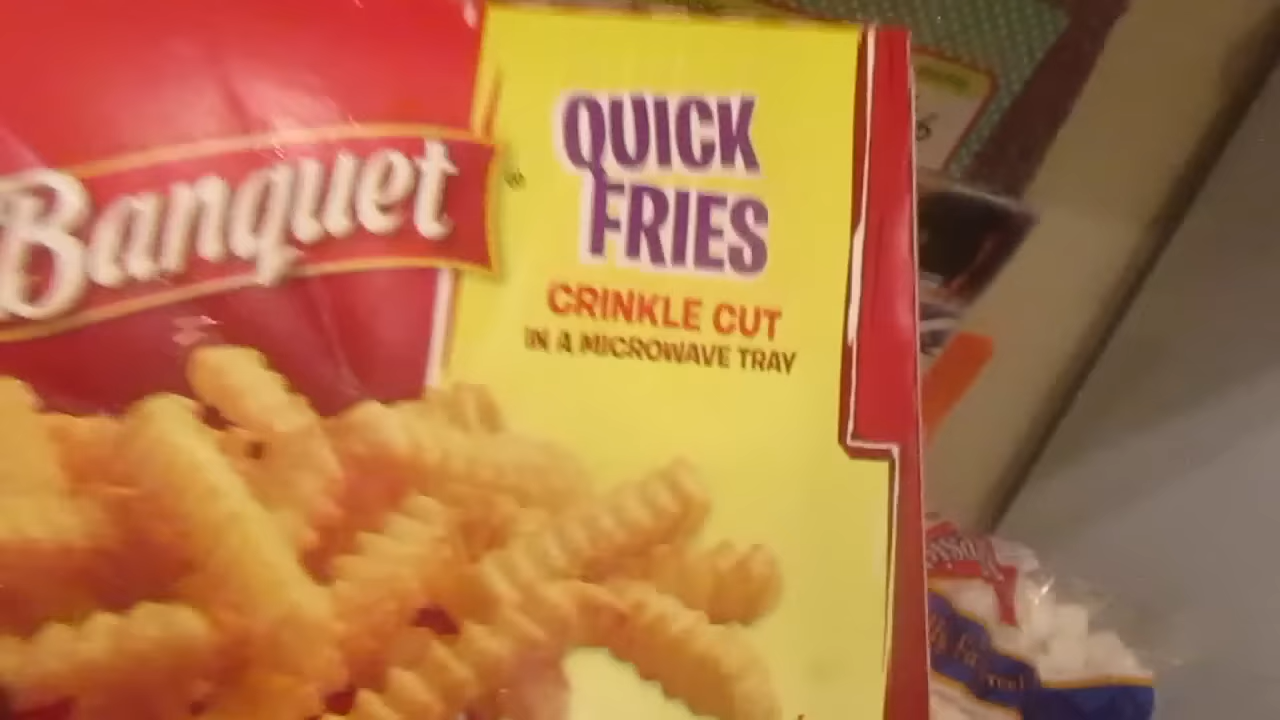 Banquet
QUICK
FRIES
CRINKLE CUT
IN A MICROWAVE TRAY